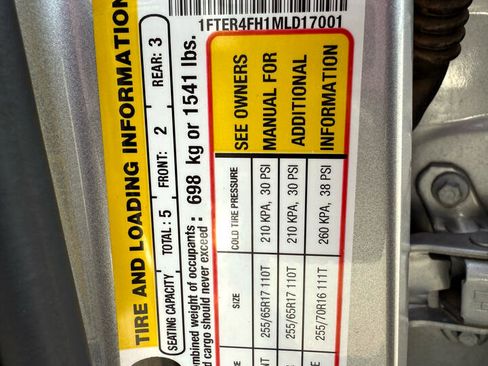 1FTER4FH1MLD17001
TIRE AND LOADING INFORMATION
SEATING CAPACITY TOTAL : 5 FRONT: 2 REAR: 3
ombined weight of occupants : 698 kg or 1541 lbs.
d cargo should never exceed :
SIZE COLD TIRE PRESSURE
255/65R17 110T 210 KPA, 30 PSI
255/65R17 110T 210 KPA, 30 PSI
255/70R16 111T 260 KPA, 38 PSI
SEE OWNERS
MANUAL FOR
ADDITIONAL
INFORMATION